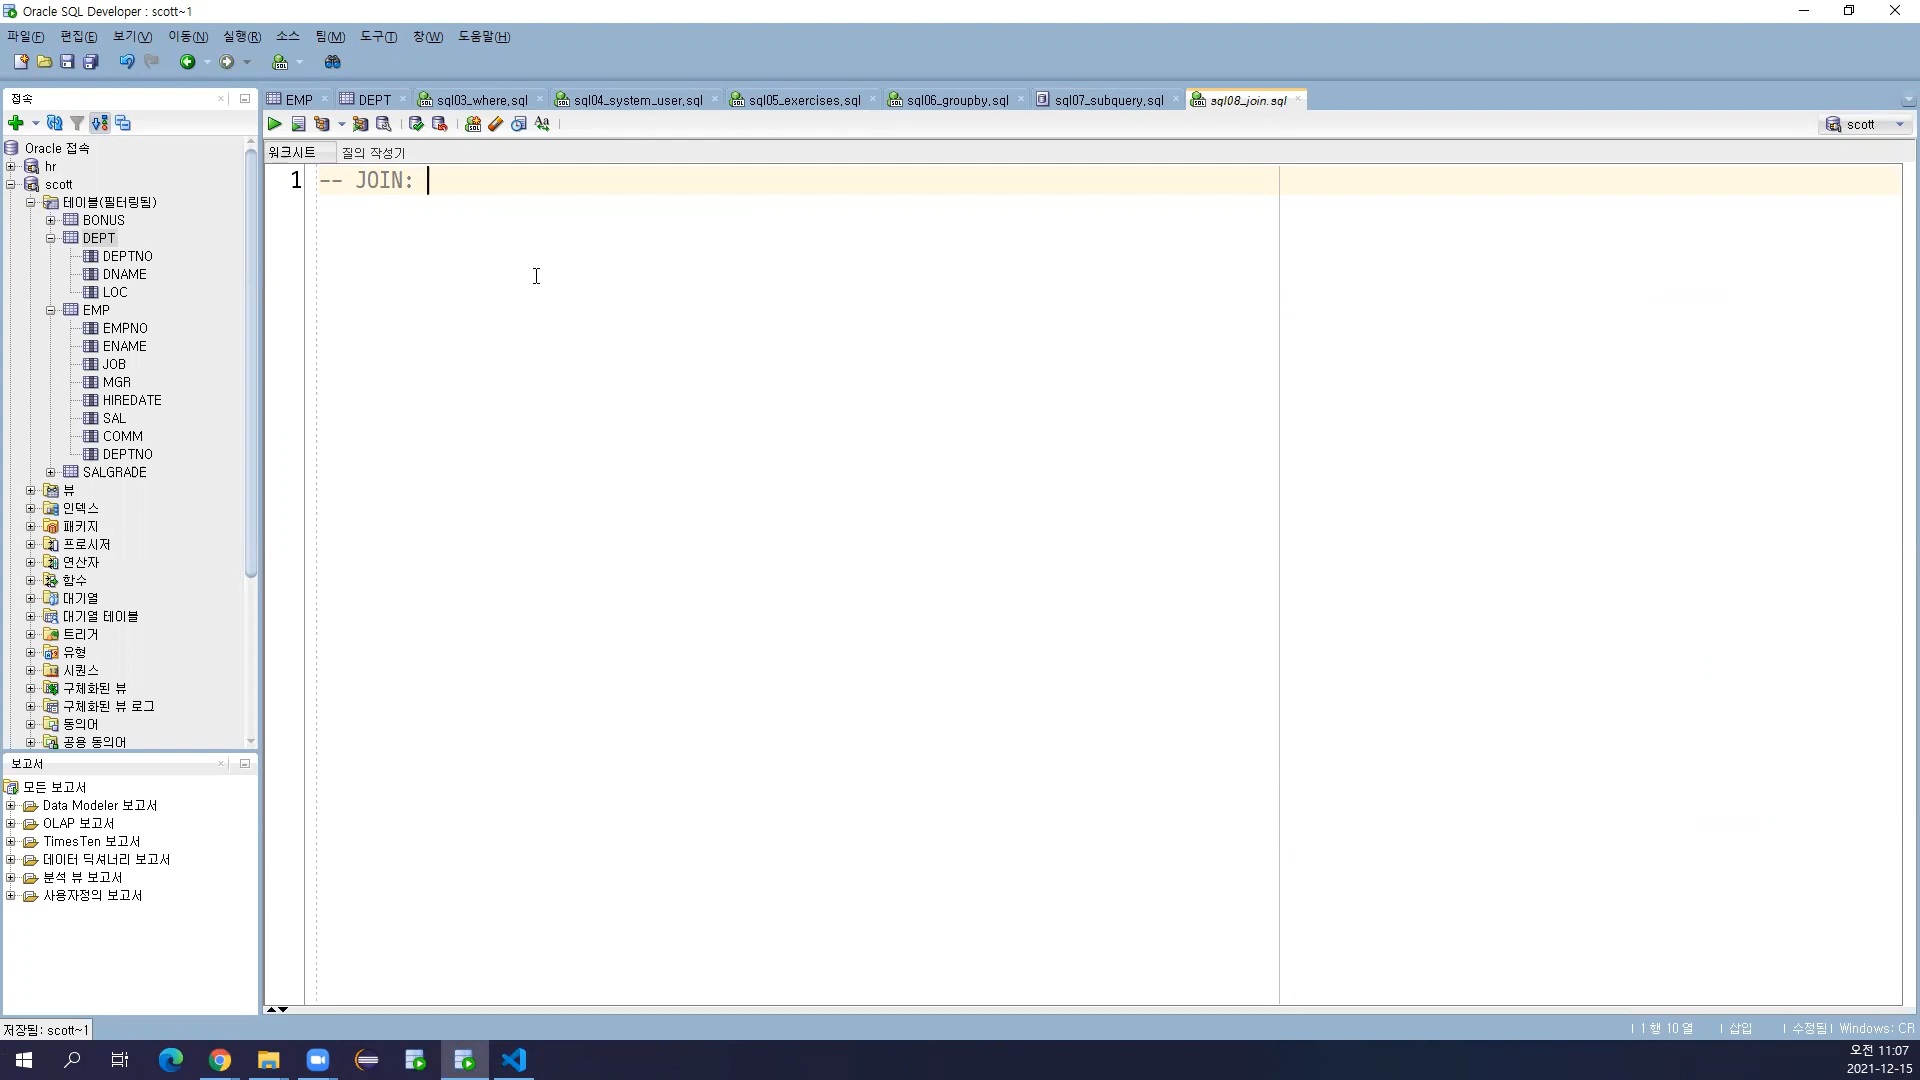 Oracle SQL Developer : scott~1
파일(F) 편집(E) 보기(V) 이동(N) 실행(R) 소스 팀(M) 도구(T) 창(W) 도움말(H)
접속
EMP DEPT sql03_where.sql sql04_system_user.sql sql05_exercises.sql sql06_groupby.sql sql07_subquery.sql sql08_join.sql
scott
워크시트 질의 작성기
1 -- JOIN:
Oracle 접속
hr
scott
테이블(필터링됨)
BONUS
DEPT
DEPTNO
DNAME
LOC
EMP
EMPNO
ENAME
JOB
MGR
HIREDATE
SAL
COMM
DEPTNO
SALGRADE
뷰
인덱스
패키지
프로시저
연산자
함수
대기열
대기열 테이블
트리거
유형
시퀀스
구체화된 뷰
구체화된 뷰 로그
동의어
공용 동의어
보고서
모든 보고서
Data Modeler 보고서
OLAP 보고서
TimesTen 보고서
데이터 딕셔너리 보고서
분석 뷰 보고서
사용자정의 보고서
저장됨: scott~1
1 행 10 열 삽입 수정됨 Windows: CR
오전 11:07
2021-12-15